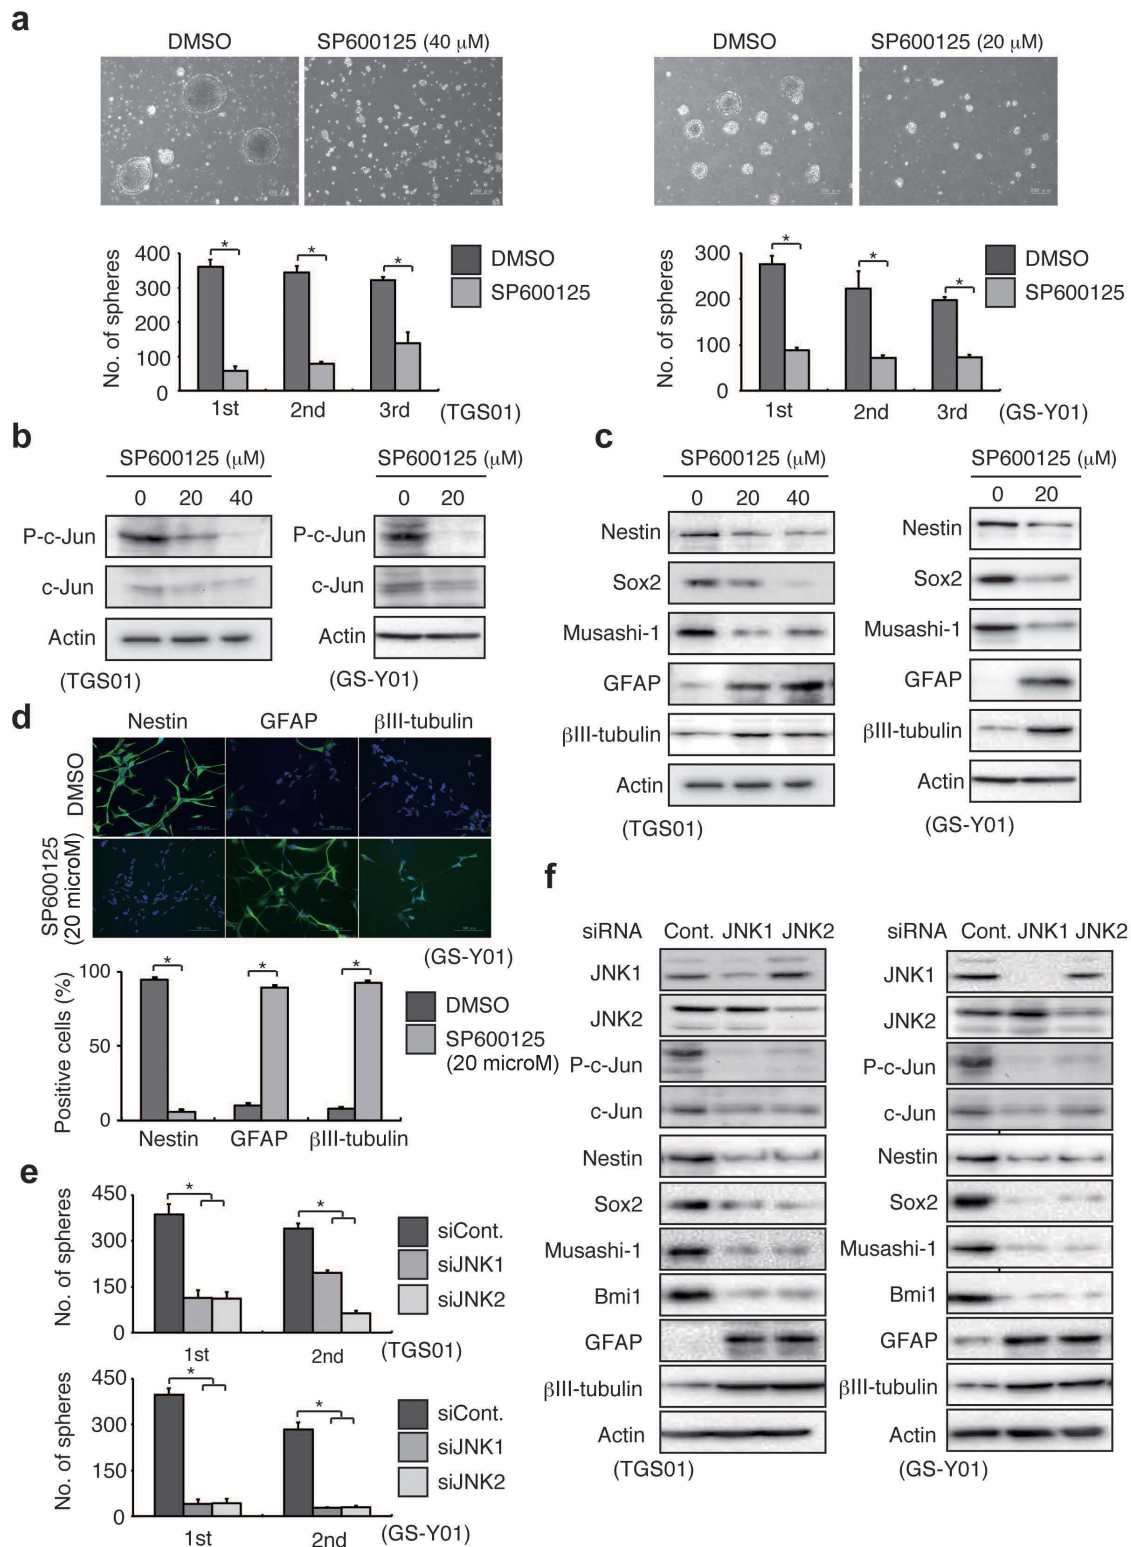 a
DMSO SP600125 (40 μM)
DMSO SP600125 (20 μM)
No. of spheres
400
300
200
100
0
*
*
*
DMSO
SP600125
1st 2nd 3rd (TGS01)
No. of spheres
300
200
100
0
*
*
*
DMSO
SP600125
1st 2nd 3rd (GS-Y01)
b
SP600125 (μM)
0 20 40
P-c-Jun
c-Jun
Actin
(TGS01)
SP600125 (μM)
0 20
P-c-Jun
c-Jun
Actin
(GS-Y01)
c
SP600125 (μM)
0 20 40
Nestin
Sox2
Musashi-1
GFAP
βIII-tubulin
Actin
(TGS01)
SP600125 (μM)
0 20
Nestin
Sox2
Musashi-1
GFAP
βIII-tubulin
Actin
(GS-Y01)
d
Nestin GFAP βIII-tubulin
DMSO
SP600125
(20 microM)
(GS-Y01)
Positive cells (%)
100
50
0
*
*
*
DMSO
SP600125
(20 microM)
Nestin GFAP βIII-tubulin
e
No. of spheres
450
300
150
0
*
*
siCont.
siJNK1
siJNK2
1st 2nd (TGS01)
No. of spheres
450
300
150
0
*
*
siCont.
siJNK1
siJNK2
1st 2nd (GS-Y01)
f
siRNA Cont. JNK1 JNK2
JNK1
JNK2
P-c-Jun
c-Jun
Nestin
Sox2
Musashi-1
Bmi1
GFAP
βIII-tubulin
Actin
(TGS01)
siRNA Cont. JNK1 JNK2
JNK1
JNK2
P-c-Jun
c-Jun
Nestin
Sox2
Musashi-1
Bmi1
GFAP
βIII-tubulin
Actin
(GS-Y01)